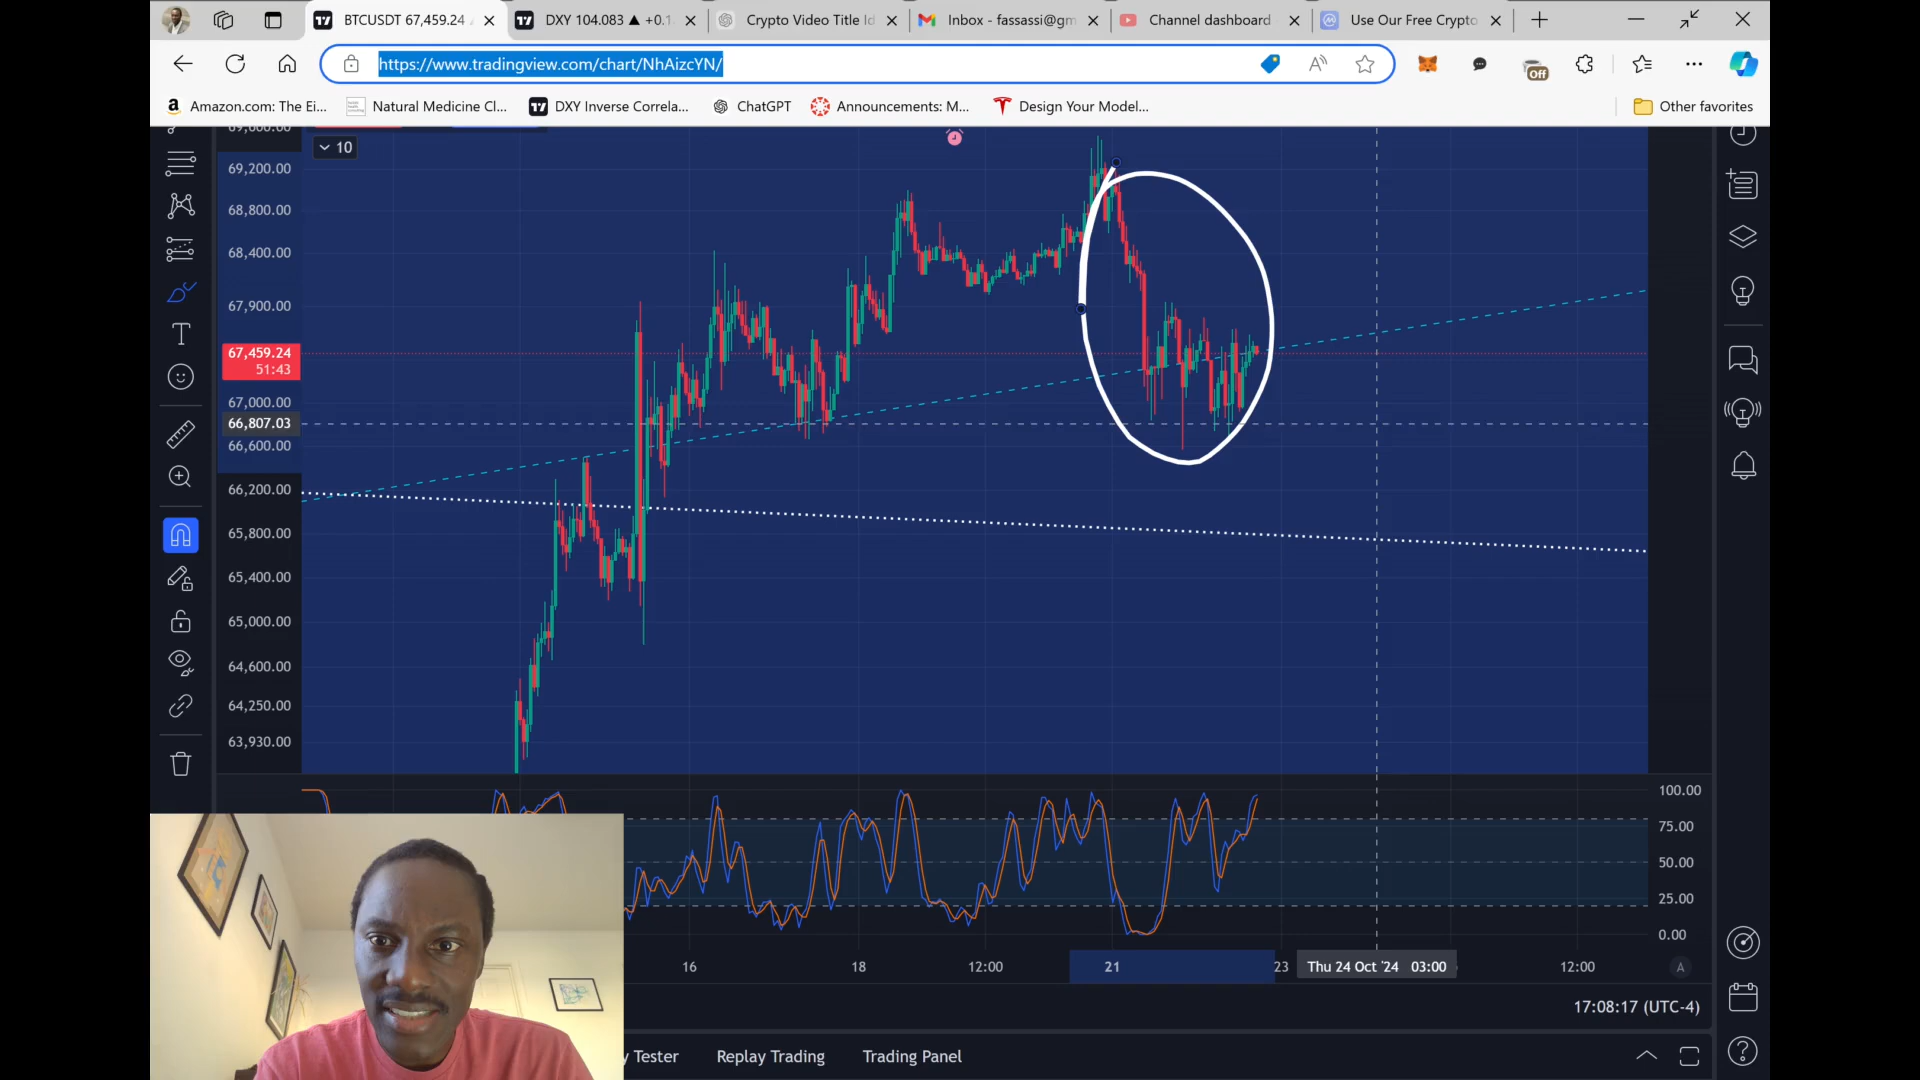 BTCUSDT 67,459.24
DXY 104.083 ▲ +0.1
Crypto Video Title Id
Inbox - fassassi@gm
Channel dashboard
Use Our Free Crypto
https://www.tradingview.com/chart/NhAizcYN/
Off
Amazon.com: The Ei...
Natural Medicine Cl...
DXY Inverse Correla...
ChatGPT
Announcements: M...
Design Your Model...
Other favorites
69,600.00
10
69,200.00
68,800.00
68,400.00
67,900.00
67,459.24
51:43
67,000.00
66,807.03
66,600.00
66,200.00
65,800.00
65,400.00
65,000.00
64,600.00
64,250.00
63,930.00
100.00
75.00
50.00
25.00
0.00
16
18
12:00
21
23
Thu 24 Oct '24 03:00
12:00
A
17:08:17 (UTC-4)
y Tester
Replay Trading
Trading Panel